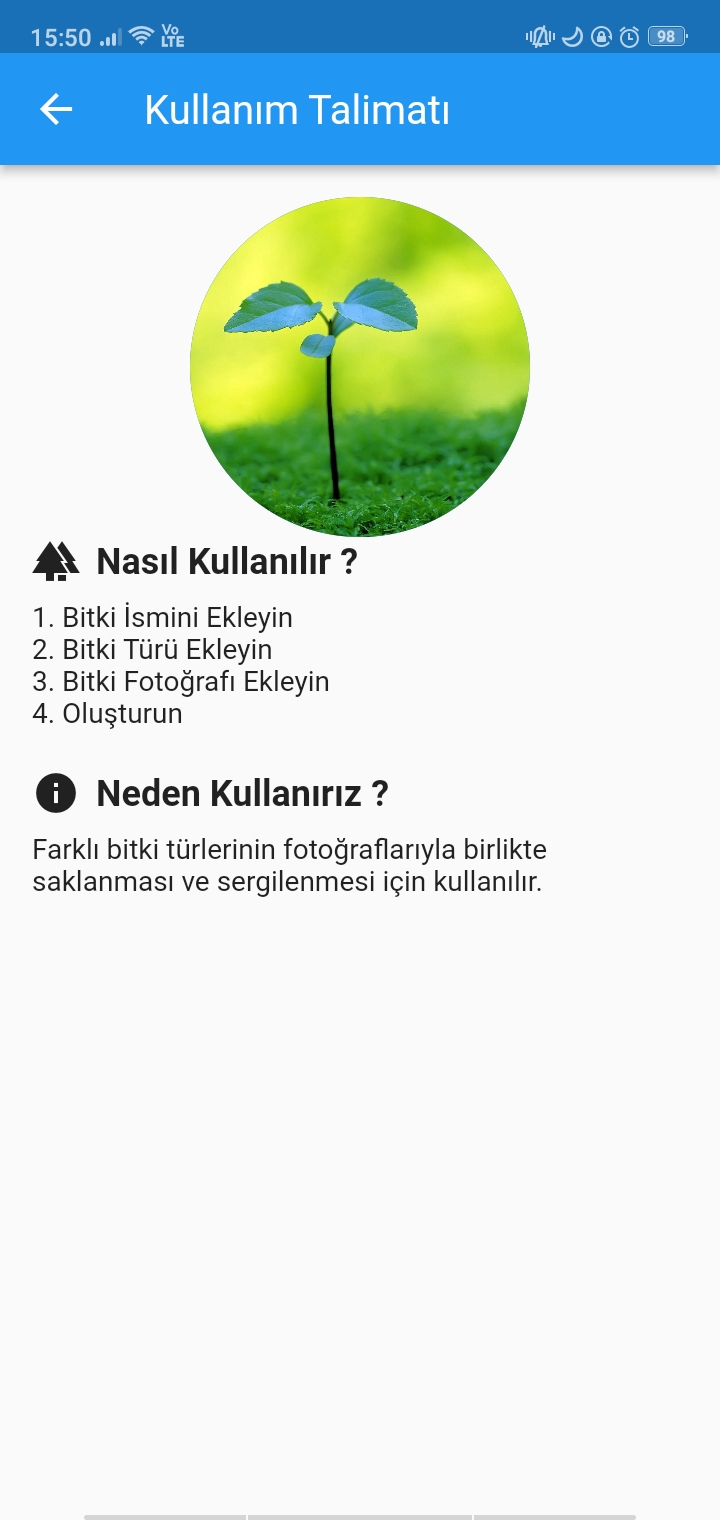 15:50 Vo LTE 98
Kullanım Talimatı
Nasıl Kullanılır ?
1. Bitki İsmini Ekleyin
2. Bitki Türü Ekleyin
3. Bitki Fotoğrafı Ekleyin
4. Oluşturun
Neden Kullanırız ?
Farklı bitki türlerinin fotoğraflarıyla birlikte
saklanması ve sergilenmesi için kullanılır.